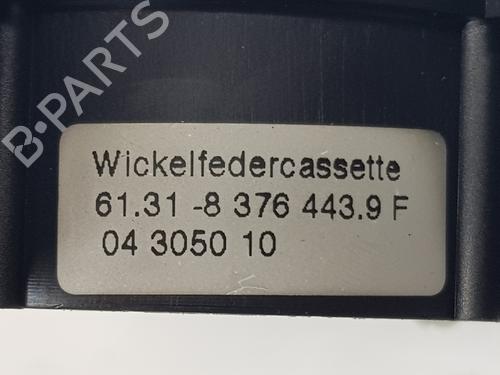 B-PARTS
Wickelfedercassette
61.31 -8 376 443.9 F
04 3050 10